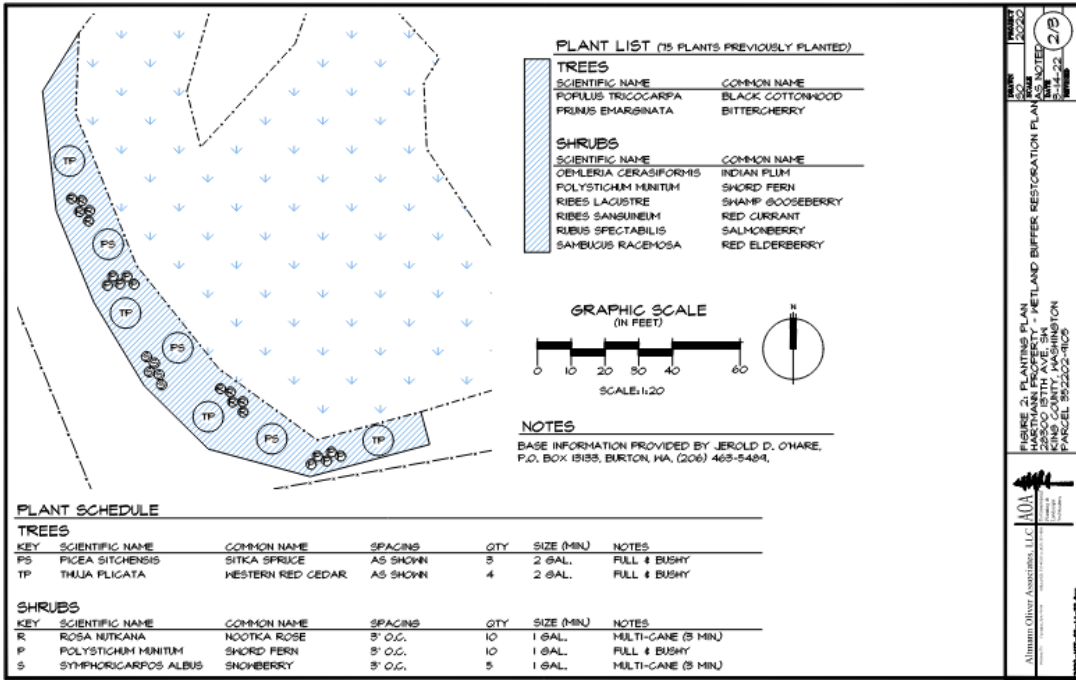 PLANT LIST (75 PLANTS PREVIOUSLY PLANTED)
TREES
SCIENTIFIC NAME COMMON NAME
POPULUS TRICOCARPA BLACK COTTONWOOD
PRUNUS EMARGINATA BITTERCHERRY
SHRUBS
SCIENTIFIC NAME COMMON NAME
OEMLERIA CERASIFORMIS INDIAN PLUM
POLYSTICHUM MUNITUM SWORD FERN
RIBES LACUSTRE SWAMP GOOSEBERRY
RIBES SANGUINEUM RED CURRANT
RUBUS SPECTABILIS SALMONBERRY
SAMBUCUS RACEMOSA RED ELDERBERRY
TP
PS
TP
PS
TP
PS
TP
GRAPHIC SCALE
(IN FEET)
0 10 20 30 40 60
SCALE: 1:20
N
NOTES
BASE INFORMATION PROVIDED BY JEROLD D. O'HARE,
P.O. BOX 13133, BURTON, WA, (206) 463-5489.
PLANT SCHEDULE
TREES
KEY SCIENTIFIC NAME COMMON NAME SPACING QTY SIZE (MIN.) NOTES
PS PICEA SITCHENSIS SITKA SPRUCE AS SHOWN 3 2 GAL. FULL & BUSHY
TP THUJA PLICATA WESTERN RED CEDAR AS SHOWN 4 2 GAL. FULL & BUSHY
SHRUBS
KEY SCIENTIFIC NAME COMMON NAME SPACING QTY SIZE (MIN.) NOTES
R ROSA NUTKANA NOOTKA ROSE 3' O.C. 10 1 GAL. MULTI-CANE (3 MIN.)
P POLYSTICHUM MUNITUM SWORD FERN 3' O.C. 10 1 GAL. FULL & BUSHY
S SYMPHORICARPOS ALBUS SNOWBERRY 3' O.C. 5 1 GAL. MULTI-CANE (3 MIN.)
FIGURE 2: PLANTING PLAN
HARTMANN PROPERTY - WETLAND BUFFER RESTORATION PLAN
KING COUNTY, WASHINGTON
PROJECT
2020
DRAWN
SO
SCALE
AS NOTED
DATE
REVISED
2/3
AOA
Altmann Oliver Associates, LLC